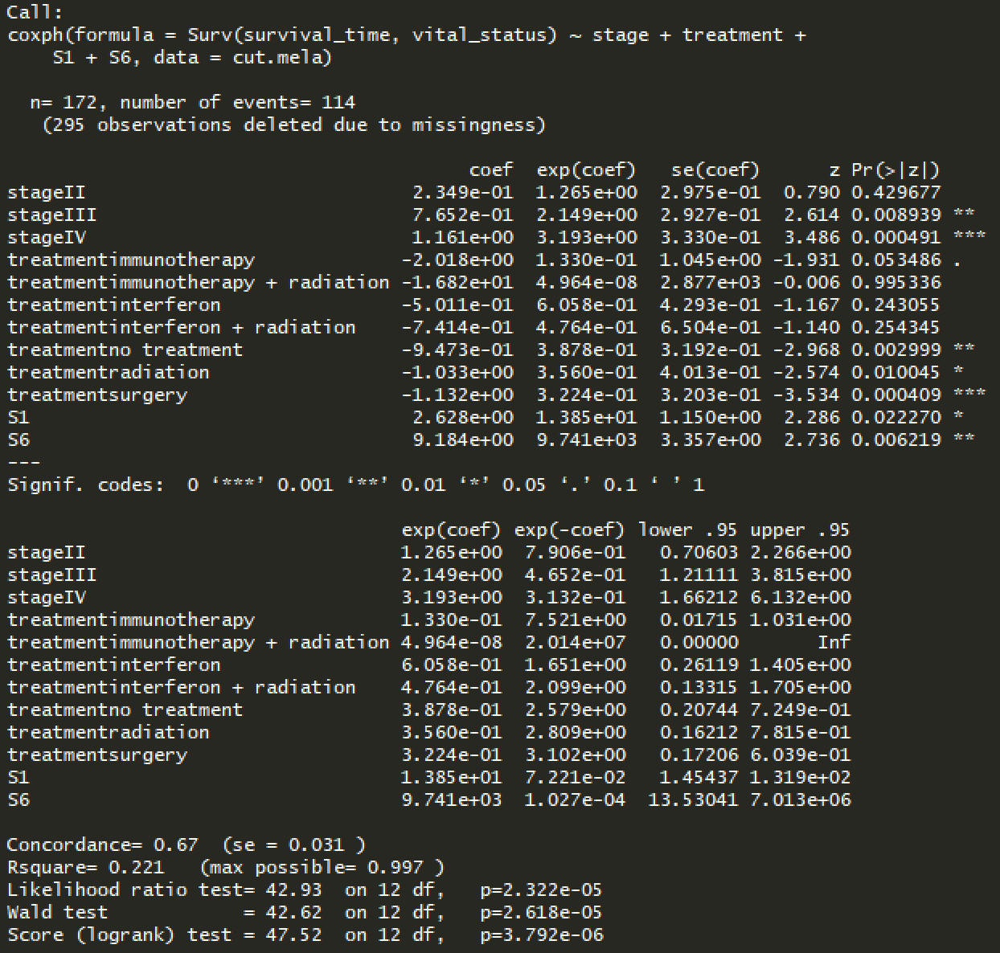 Call:
coxph(formula = Surv(survival_time, vital_status) ~ stage + treatment +
    S1 + S6, data = cut.mela)

  n= 172, number of events= 114
   (295 observations deleted due to missingness)

                                        coef  exp(coef)   se(coef)      z Pr(>|z|)
stageII                            2.349e-01  1.265e+00  2.975e-01  0.790 0.429677
stageIII                           7.652e-01  2.149e+00  2.927e-01  2.614 0.008939 **
stageIV                            1.161e+00  3.193e+00  3.330e-01  3.486 0.000491 ***
treatmentimmunotherapy            -2.018e+00  1.330e-01  1.045e+00 -1.931 0.053486 .
treatmentimmunotherapy + radiation -1.682e+01  4.964e-08  2.877e+03 -0.006 0.995336
treatmentinterferon               -5.011e-01  6.058e-01  4.293e-01 -1.167 0.243055
treatmentinterferon + radiation   -7.414e-01  4.764e-01  6.504e-01 -1.140 0.254345
treatmentno treatment             -9.473e-01  3.878e-01  3.192e-01 -2.968 0.002999 **
treatmentradiation                -1.033e+00  3.560e-01  4.013e-01 -2.574 0.010045 *
treatmentsurgery                  -1.132e+00  3.224e-01  3.203e-01 -3.534 0.000409 ***
S1                                 2.628e+00  1.385e+01  1.150e+00  2.286 0.022270 *
S6                                 9.184e+00  9.741e+03  3.357e+00  2.736 0.006219 **
---
Signif. codes:  0 ‘***’ 0.001 ‘**’ 0.01 ‘*’ 0.05 ‘.’ 0.1 ‘ ’ 1

                                   exp(coef) exp(-coef) lower .95 upper .95
stageII                            1.265e+00  7.906e-01   0.70603 2.266e+00
stageIII                           2.149e+00  4.652e-01   1.21111 3.815e+00
stageIV                            3.193e+00  3.132e-01   1.66212 6.132e+00
treatmentimmunotherapy             1.330e-01  7.521e+00   0.01715 1.031e+00
treatmentimmunotherapy + radiation 4.964e-08  2.014e+07   0.00000       Inf
treatmentinterferon                6.058e-01  1.651e+00   0.26119 1.405e+00
treatmentinterferon + radiation    4.764e-01  2.099e+00   0.13315 1.705e+00
treatmentno treatment              3.878e-01  2.579e+00   0.20744 7.249e-01
treatmentradiation                 3.560e-01  2.809e+00   0.16212 7.815e-01
treatmentsurgery                   3.224e-01  3.102e+00   0.17206 6.039e-01
S1                                 1.385e+01  7.221e-02   1.45437 1.319e+02
S6                                 9.741e+03  1.027e-04  13.53041 7.013e+06

Concordance= 0.67  (se = 0.031 )
Rsquare= 0.221   (max possible= 0.997 )
Likelihood ratio test= 42.93  on 12 df,   p=2.322e-05
Wald test            = 42.62  on 12 df,   p=2.618e-05
Score (logrank) test = 47.52  on 12 df,   p=3.792e-06